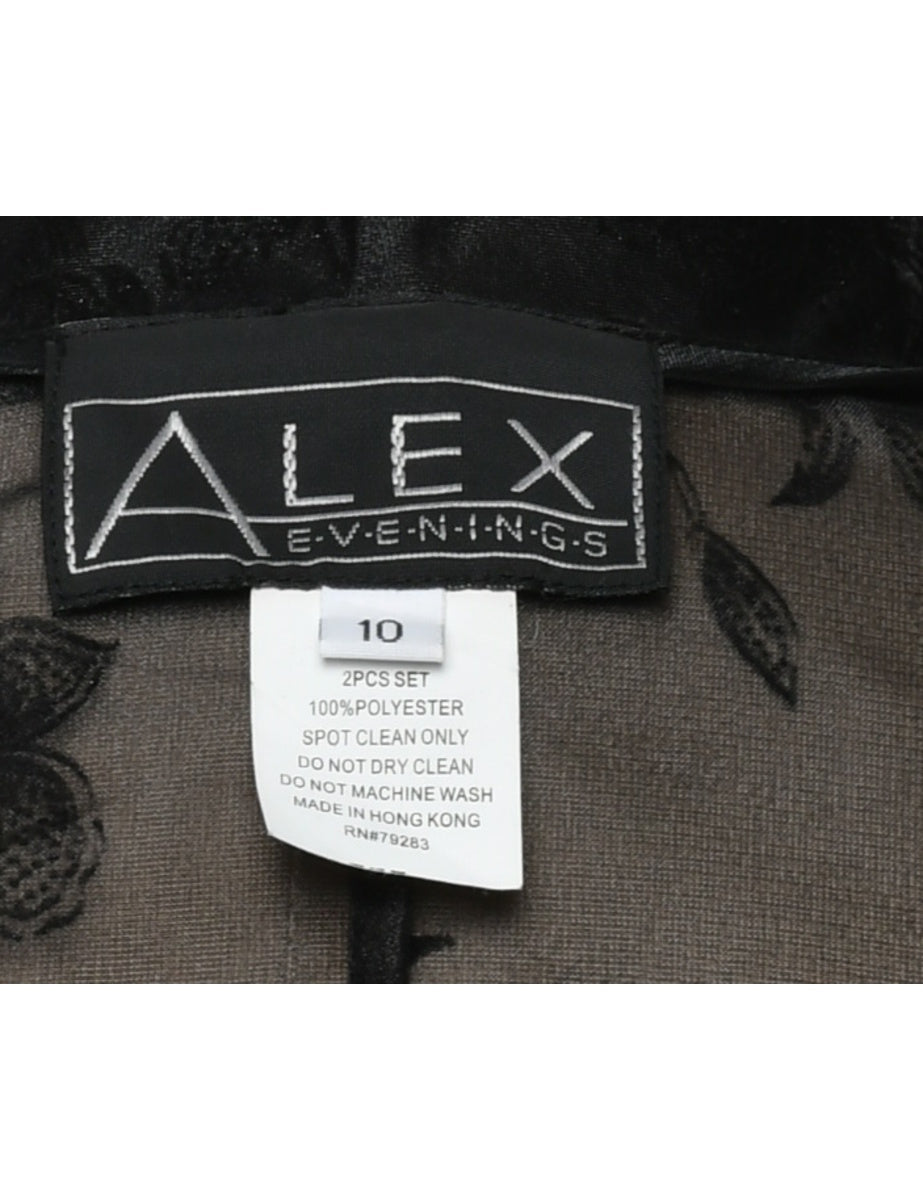 ALEX
E·V·E·N·I·N·G·S
10
2PCS SET
100%POLYESTER
SPOT CLEAN ONLY
DO NOT DRY CLEAN
DO NOT MACHINE WASH
MADE IN HONG KONG
RN#79283